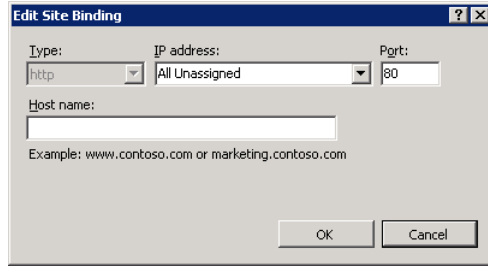 Edit Site Binding
Type: IP address: Port:
http All Unassigned 80
Host name:
Example: www.contoso.com or marketing.contoso.com
OK Cancel